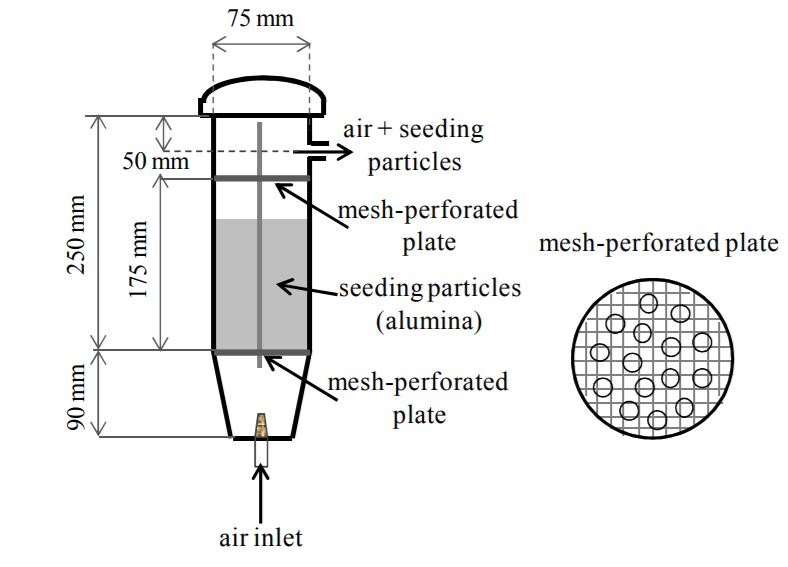 75 mm
air + seeding
particles
50 mm
mesh-perforated
plate
mesh-perforated plate
250 mm
175 mm
seeding particles
(alumina)
mesh-perforated
plate
90 mm
air inlet